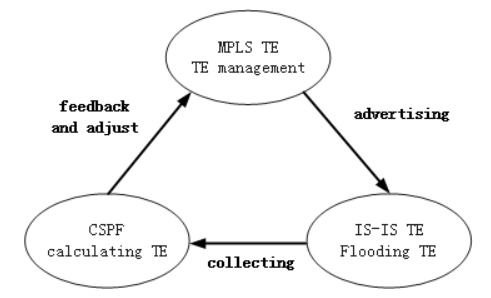 MPLS TE
TE management
feedback
and adjust
advertising
CSPF
calculating TE
IS-IS TE
Flooding TE
collecting